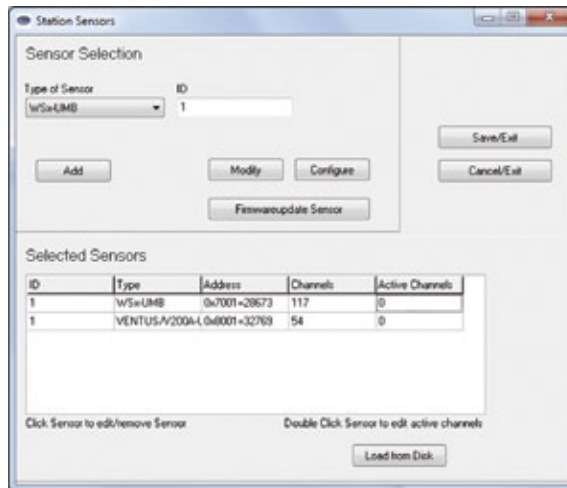 Station Sensors
Sensor Selection
Type of Sensor ID
WSx-UMB 1
Save/Exit
Add Modify Configure Cancel/Exit
Firmwareupdate Sensor
Selected Sensors
ID Type Address Channels Active Channels
1 WSx-UMB 0x7001=28673 117 0
1 VENTUS/V200A-U 0x8001=32769 54 0
Click Sensor to edit/remove Sensor Double Click Sensor to edit active channels
Load from Disk